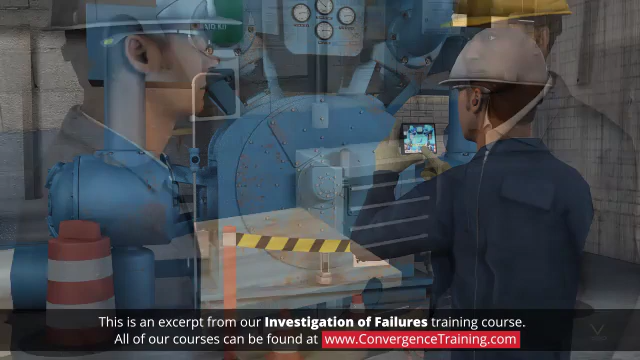 This is an excerpt from our Investigation of Failures training course.
All of our courses can be found at www.ConvergenceTraining.com